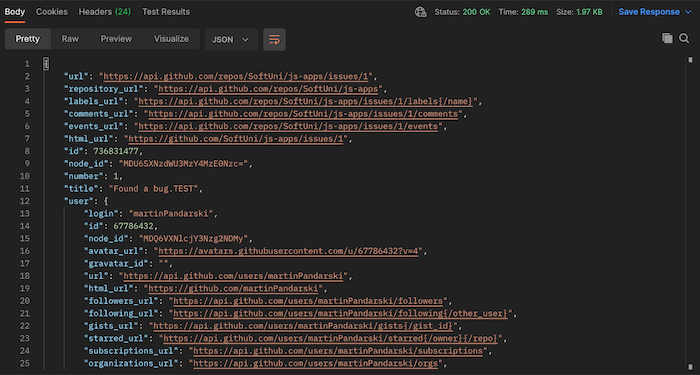 Body Cookies Headers (24) Test Results Status: 200 OK Time: 289 ms Size: 1.97 KB Save Response
Pretty Raw Preview Visualize JSON
1 {
2 "url": "https://api.github.com/repos/SoftUni/js-apps/issues/1",
3 "repository_url": "https://api.github.com/repos/SoftUni/js-apps",
4 "labels_url": "https://api.github.com/repos/SoftUni/js-apps/issues/1/labels{/name}",
5 "comments_url": "https://api.github.com/repos/SoftUni/js-apps/issues/1/comments",
6 "events_url": "https://api.github.com/repos/SoftUni/js-apps/issues/1/events",
7 "html_url": "https://github.com/SoftUni/js-apps/issues/1",
8 "id": 736831477,
9 "node_id": "MDU6SXNzdWU3MzY4MzE0Nzc=",
10 "number": 1,
11 "title": "Found a bug.TEST",
12 "user": {
13 "login": "martinPandarski",
14 "id": 67786432,
15 "node_id": "MDQ6VXNlcjY3Nzg2NDMy",
16 "avatar_url": "https://avatars.githubusercontent.com/u/67786432?v=4",
17 "gravatar_id": "",
18 "url": "https://api.github.com/users/martinPandarski",
19 "html_url": "https://github.com/martinPandarski",
20 "followers_url": "https://api.github.com/users/martinPandarski/followers",
21 "following_url": "https://api.github.com/users/martinPandarski/following{/other_user}",
22 "gists_url": "https://api.github.com/users/martinPandarski/gists{/gist_id}",
23 "starred_url": "https://api.github.com/users/martinPandarski/starred{/owner}{/repo}",
24 "subscriptions_url": "https://api.github.com/users/martinPandarski/subscriptions",
25 "organizations_url": "https://api.github.com/users/martinPandarski/orgs",